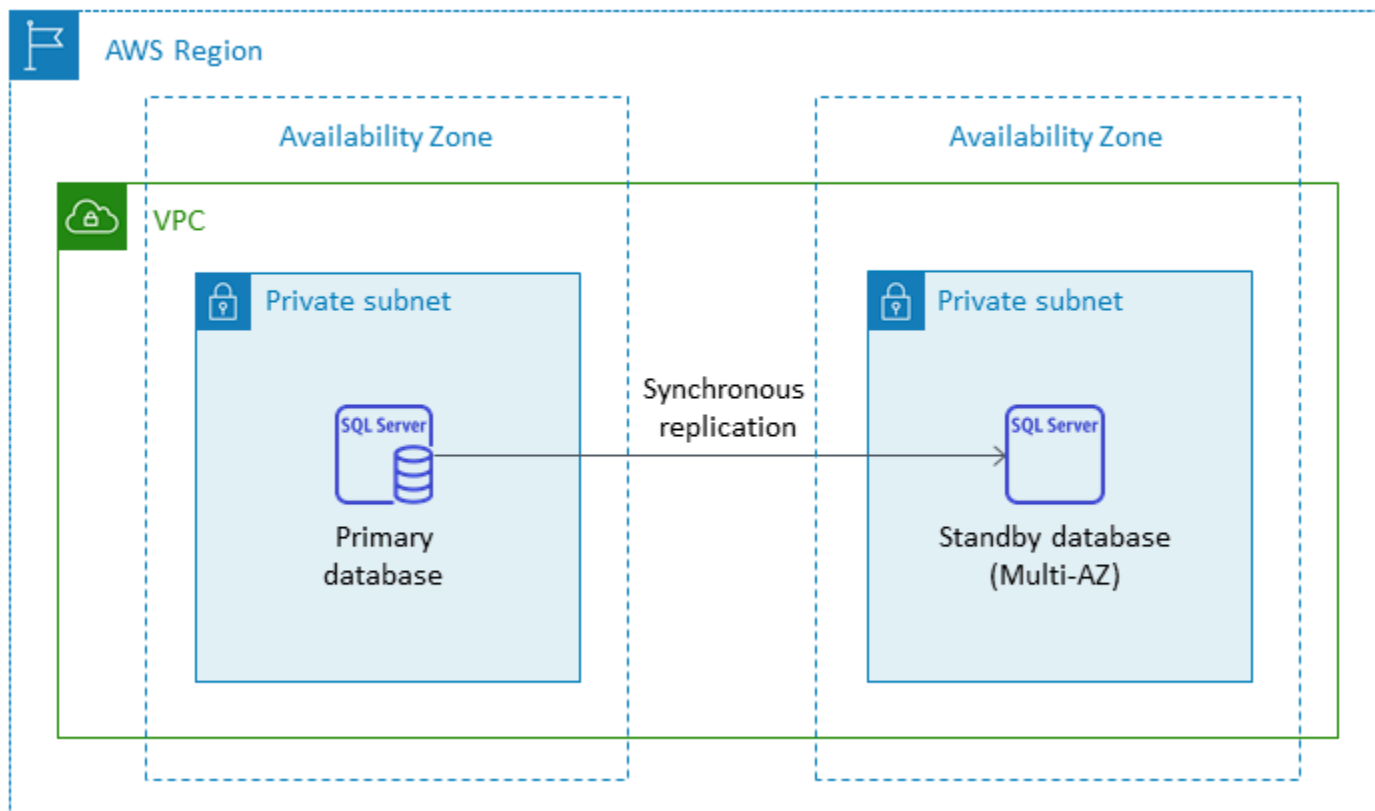 AWS Region
Availability Zone
Availability Zone
VPC
Private subnet
Private subnet
Synchronous
replication
SQL Server
SQL Server
Primary
database
Standby database
(Multi-AZ)